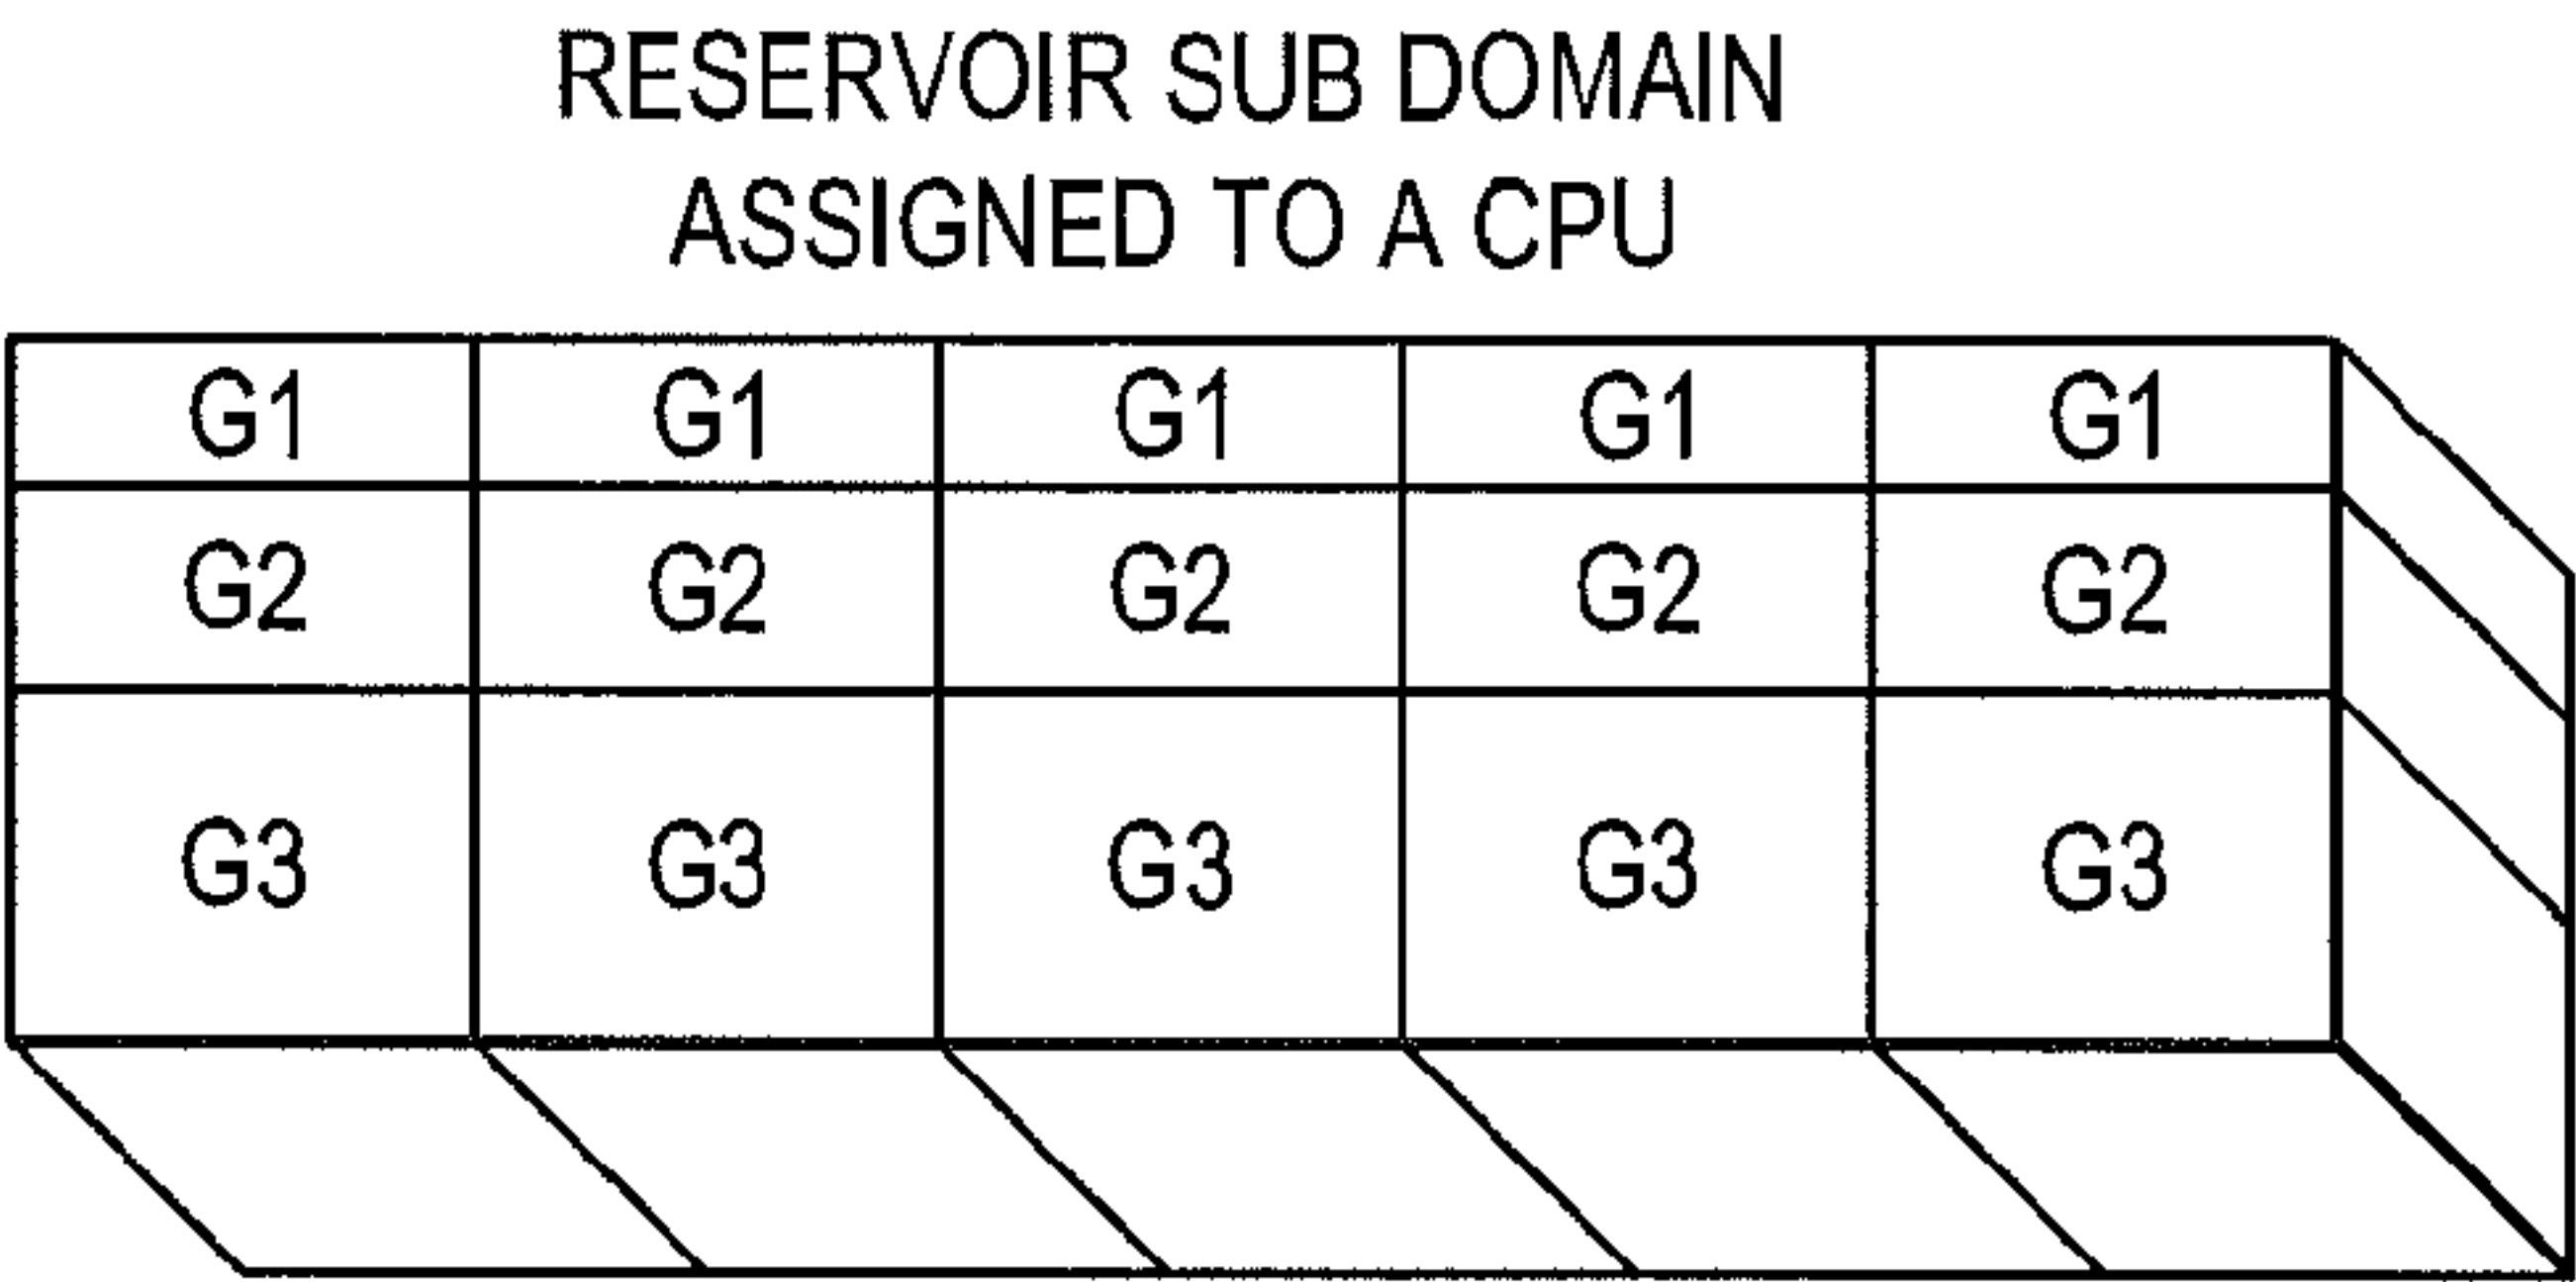 RESERVOIR SUB DOMAIN
ASSIGNED TO A CPU
G1 G1 G1 G1 G1
G2 G2 G2 G2 G2
G3 G3 G3 G3 G3